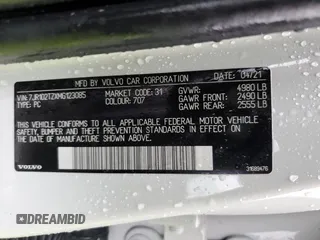 MFD. BY VOLVO CAR CORPORATION
DATE: 04/21
VIN: 7JR102TZXMG123085
MARKET CODE: 31
GVWR: 4980 LB
TYPE: PC
COLOUR: 707
GAWR FRONT: 2490 LB
GAWR REAR: 2555 LB
THIS VEHICLE CONFORMS TO ALL APPLICABLE FEDERAL MOTOR VEHICLE SAFETY, BUMPER, AND THEFT PREVENTION STANDARDS IN EFFECT ON THE DATE OF MANUFACTURE SHOWN ABOVE.
VOLVO
DREAMBID